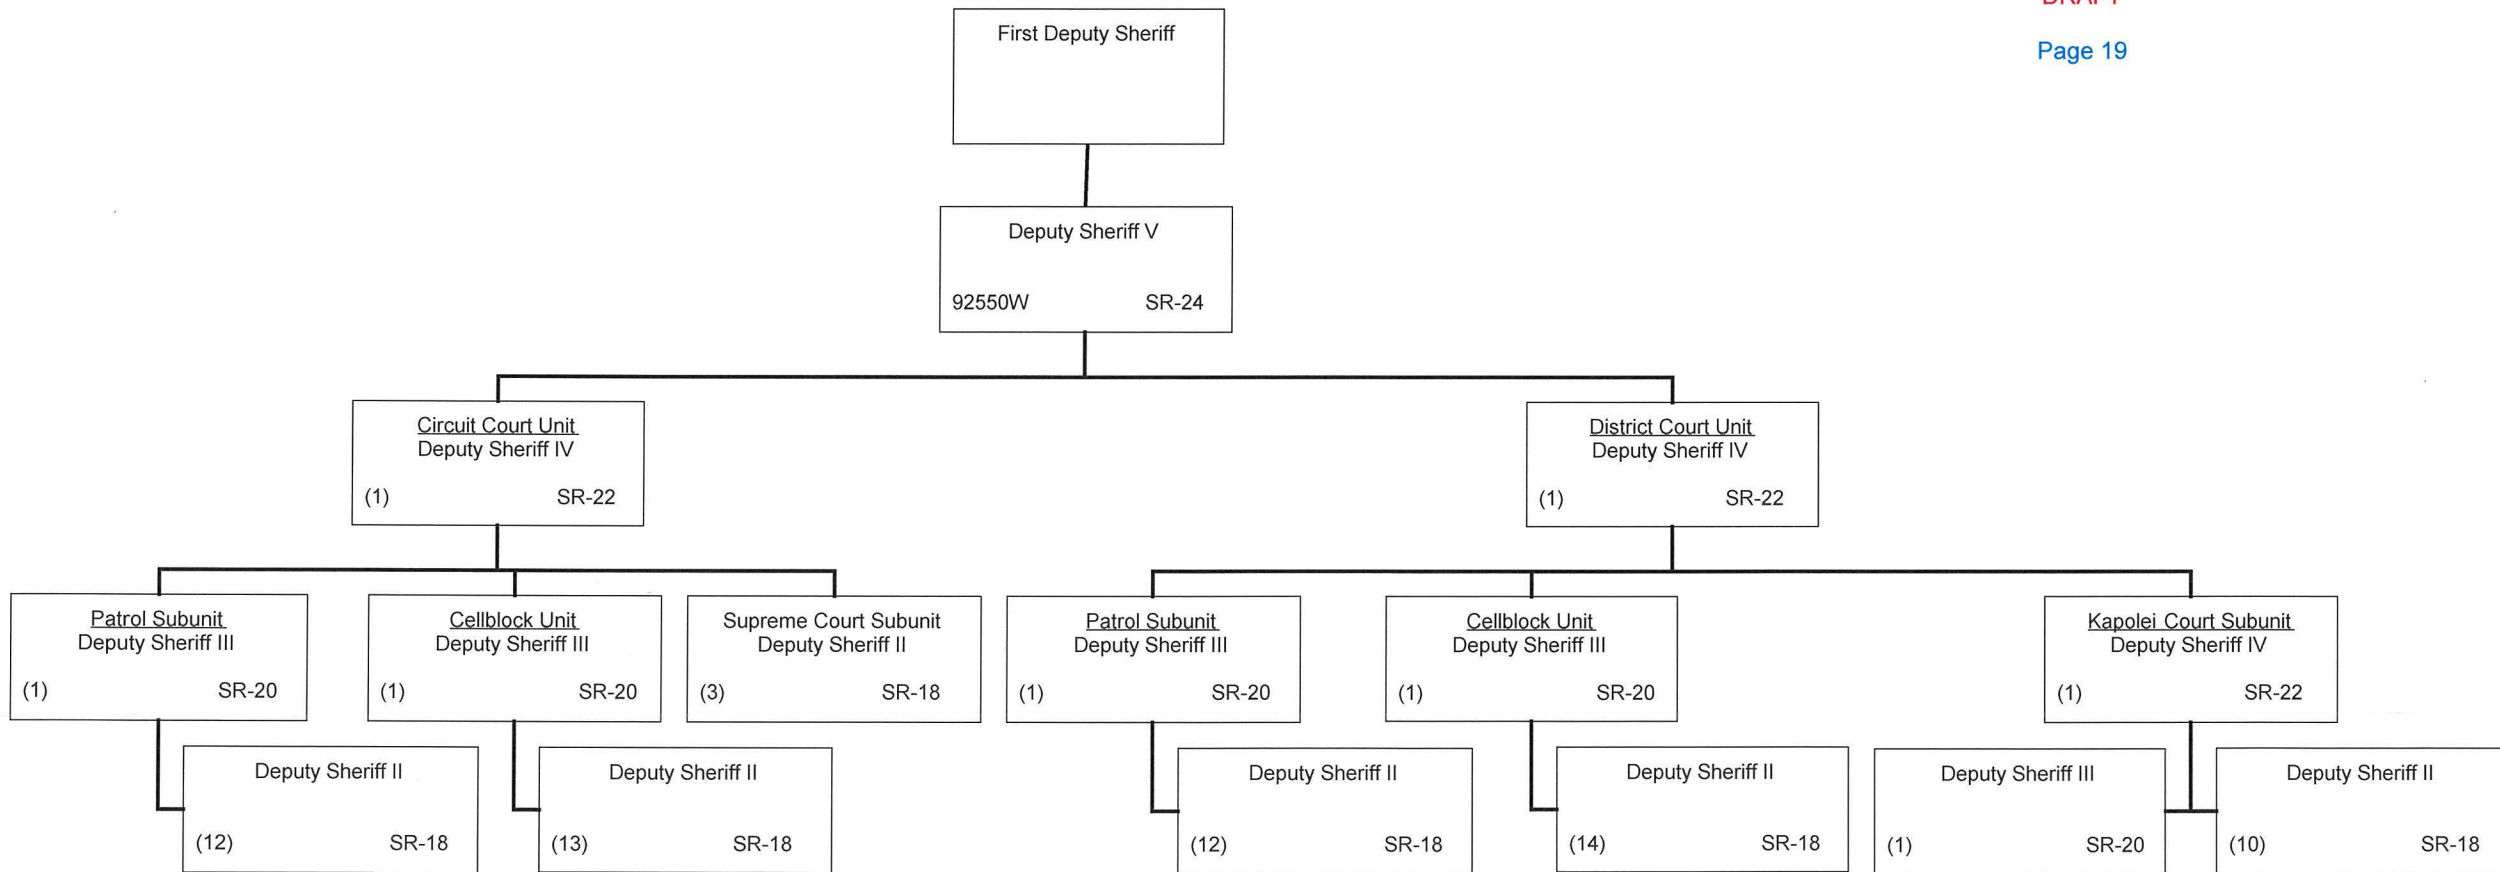 DRAFT
Page 19
First Deputy Sheriff
Deputy Sheriff V
92550W SR-24
Circuit Court Unit
Deputy Sheriff IV
(1) SR-22
District Court Unit
Deputy Sheriff IV
(1) SR-22
Patrol Subunit
Deputy Sheriff III
(1) SR-20
Cellblock Unit
Deputy Sheriff III
(1) SR-20
Supreme Court Subunit
Deputy Sheriff II
(3) SR-18
Patrol Subunit
Deputy Sheriff III
(1) SR-20
Cellblock Unit
Deputy Sheriff III
(1) SR-20
Kapolei Court Subunit
Deputy Sheriff IV
(1) SR-22
Deputy Sheriff II
(12) SR-18
Deputy Sheriff II
(13) SR-18
Deputy Sheriff II
(12) SR-18
Deputy Sheriff II
(14) SR-18
Deputy Sheriff III
(1) SR-20
Deputy Sheriff II
(10) SR-18